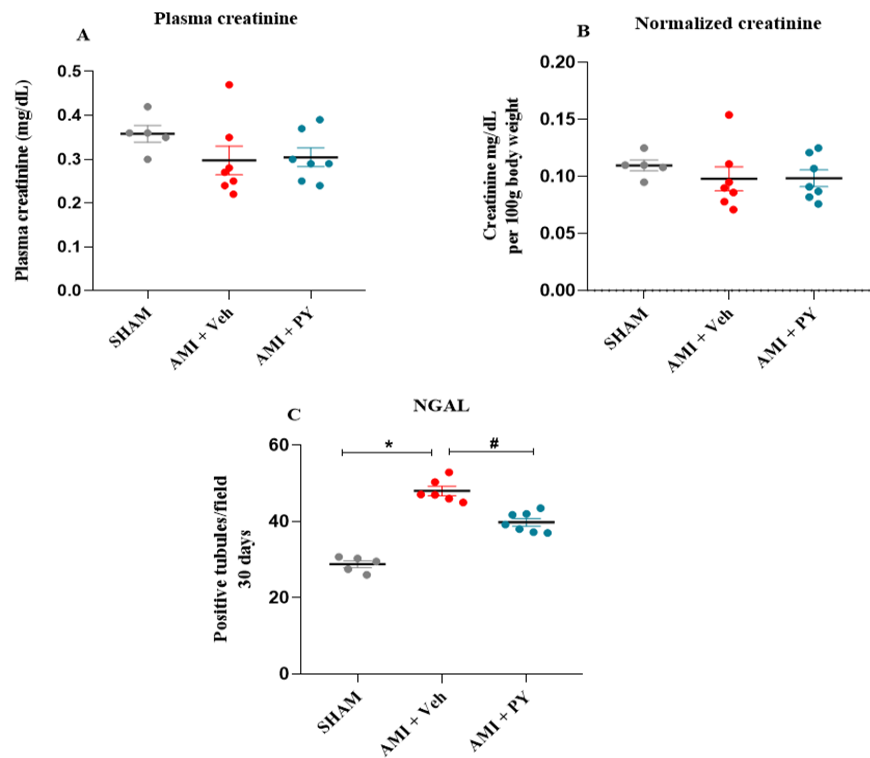 Plasma creatinine
A
Plasma creatinine (mg/dL)
0.5
0.4
0.3
0.2
0.1
0.0
SHAM
AMI + Veh
AMI + PY
Normalized creatinine
B
Creatinine mg/dL
per 100g body weight
0.20
0.15
0.10
0.05
0.00
SHAM
AMI + Veh
AMI + PY
NGAL
C
Positive tubules/field
30 days
60
40
20
0
*
#
SHAM
AMI + Veh
AMI + PY